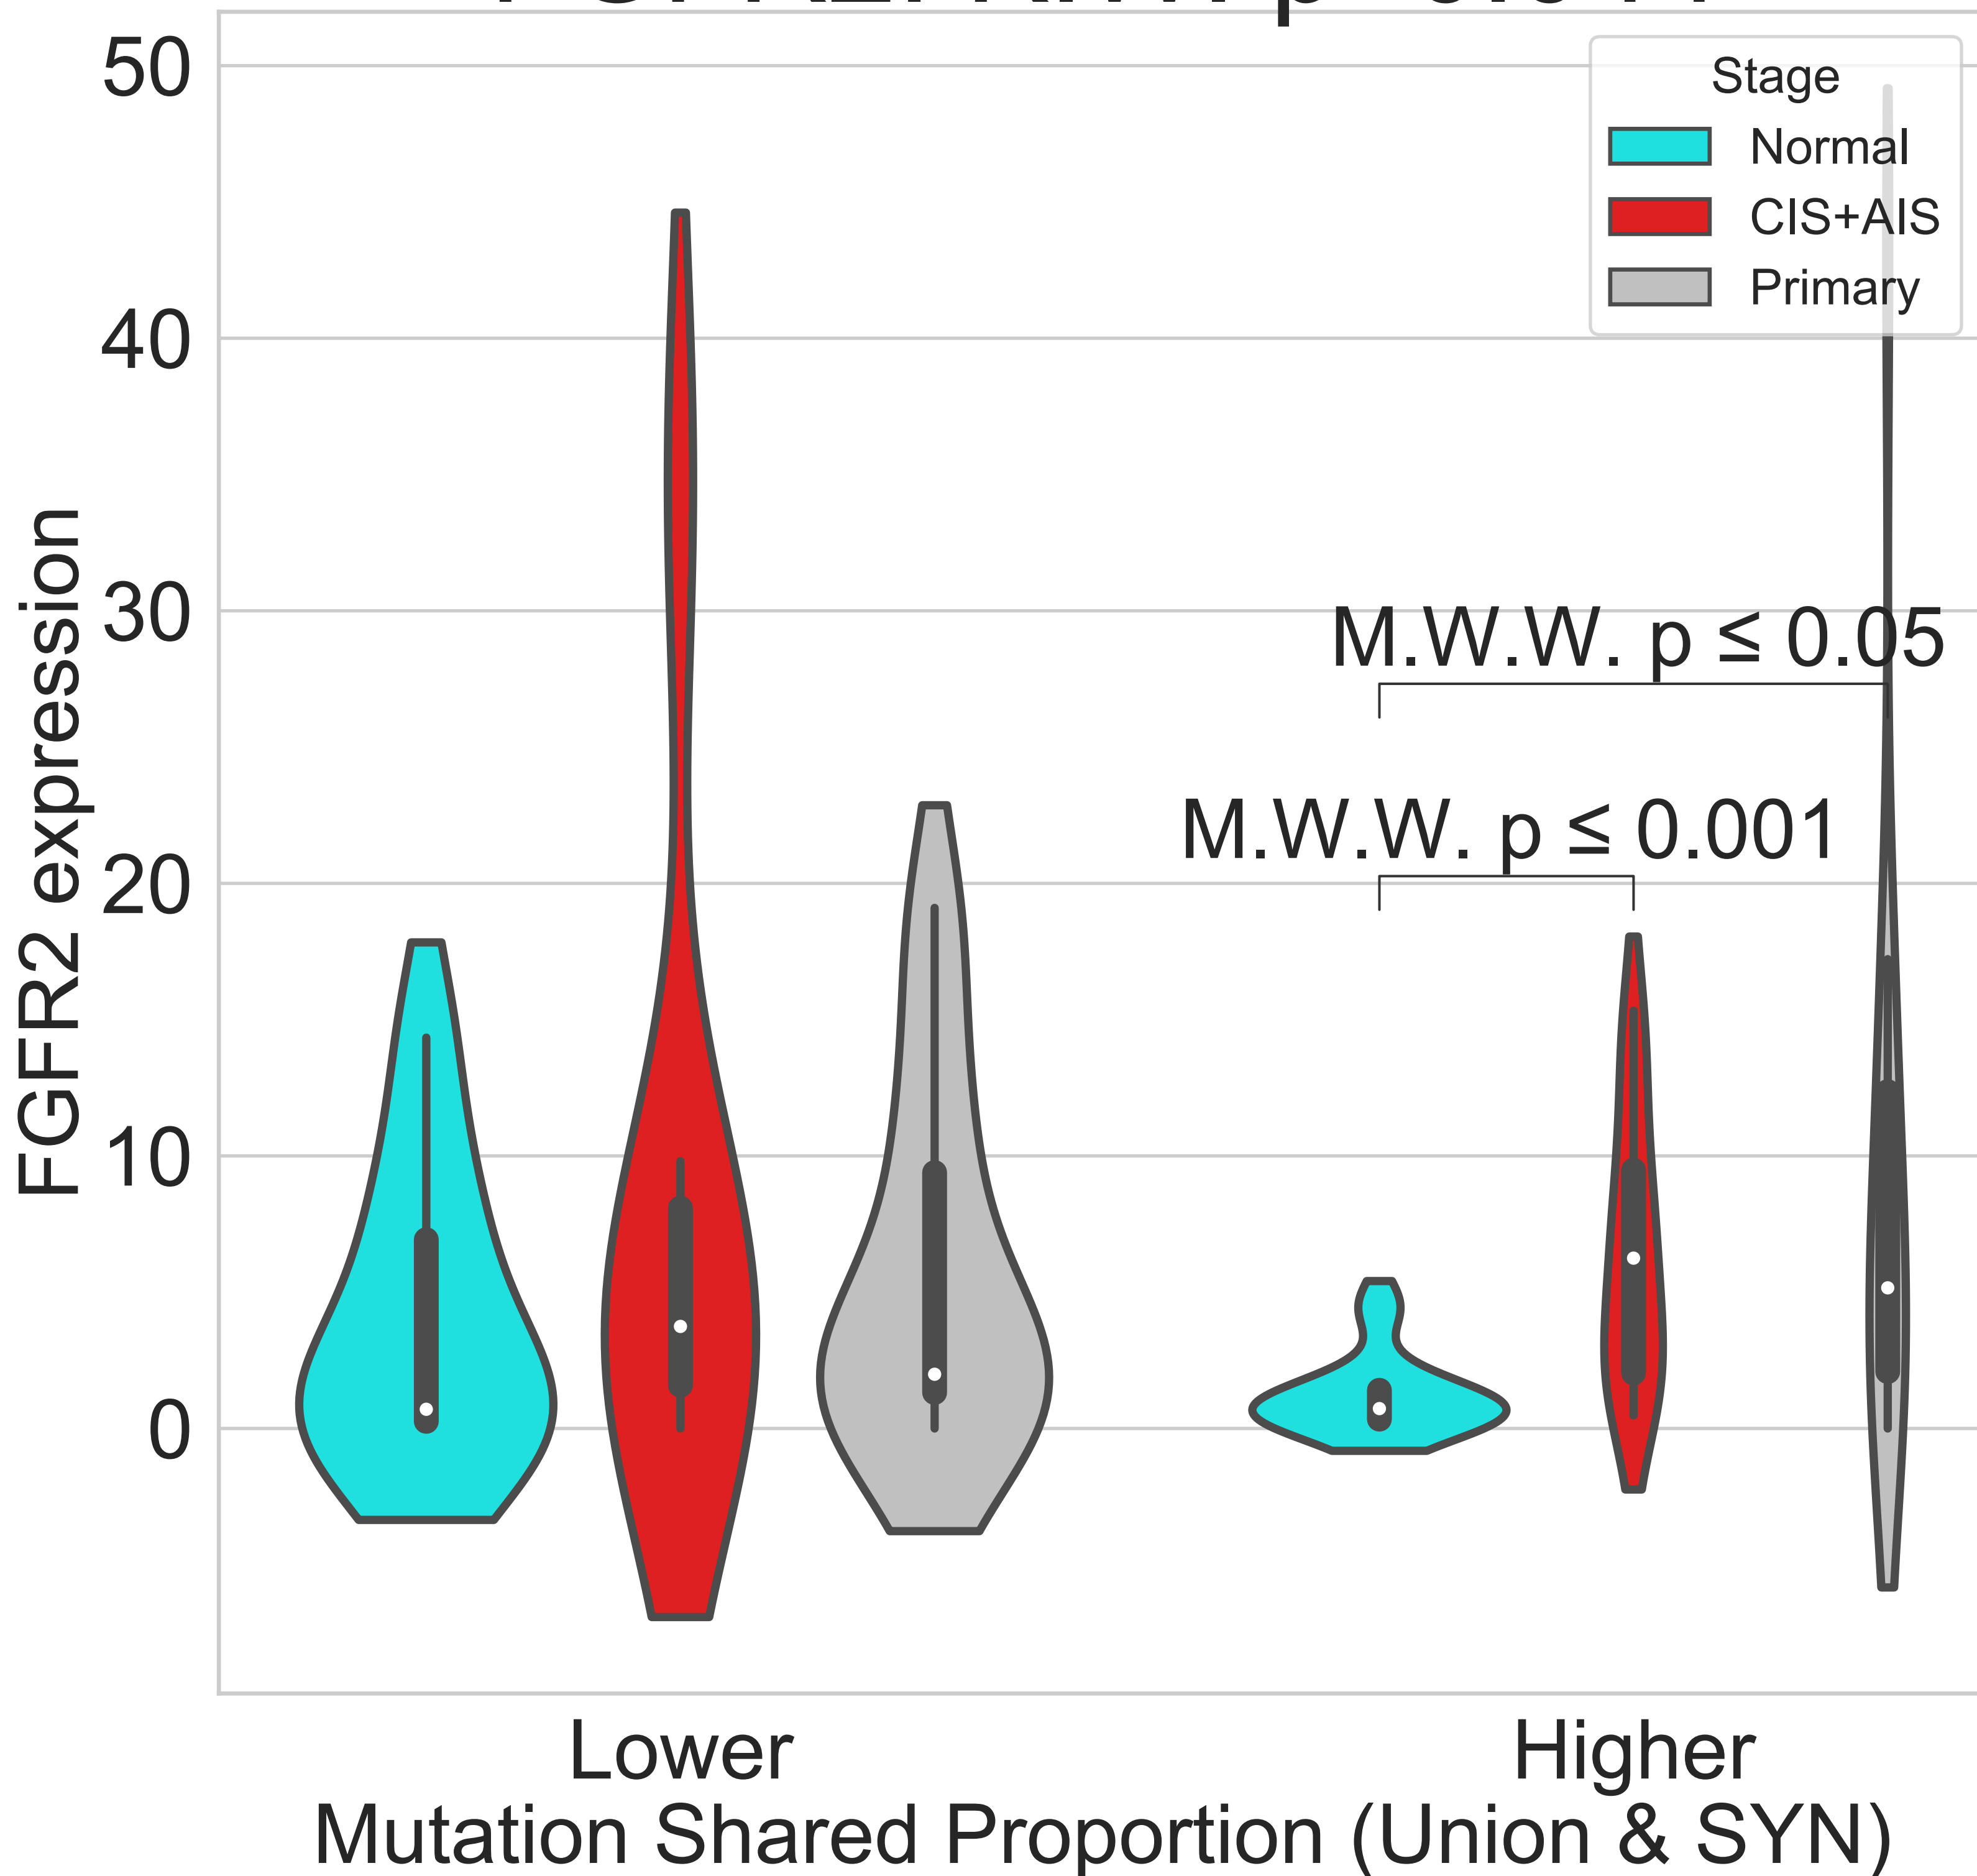 50
Stage
Normal
CIS+AIS
Primary
40
30
M.W.W. p ≤ 0.05
M.W.W. p ≤ 0.001
20
10
0
FGFR2 expression
Lower
Higher
Mutation Shared Proportion (Union & SYN)